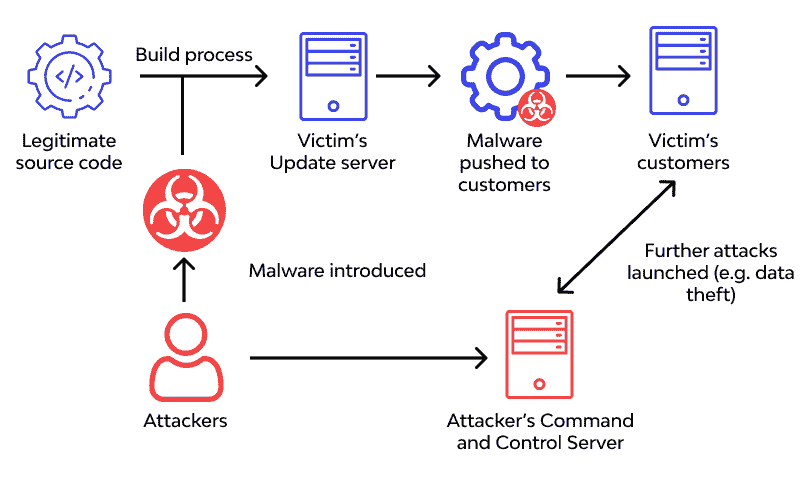 Build process
Legitimate
source code
Victim's
Update server
Malware
pushed to
customers
Victim's
customers
Malware introduced
Further attacks
launched (e.g. data
theft)
Attackers
Attacker's Command
and Control Server